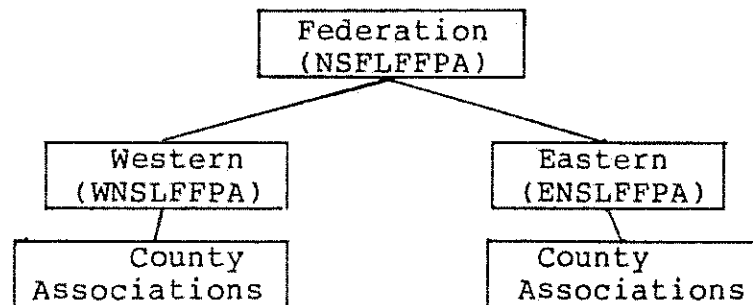 Federation
(NSFLFFPA)
Western
(WNSLFFPA)
Eastern
(ENSLFFPA)
County
Associations
County
Associations